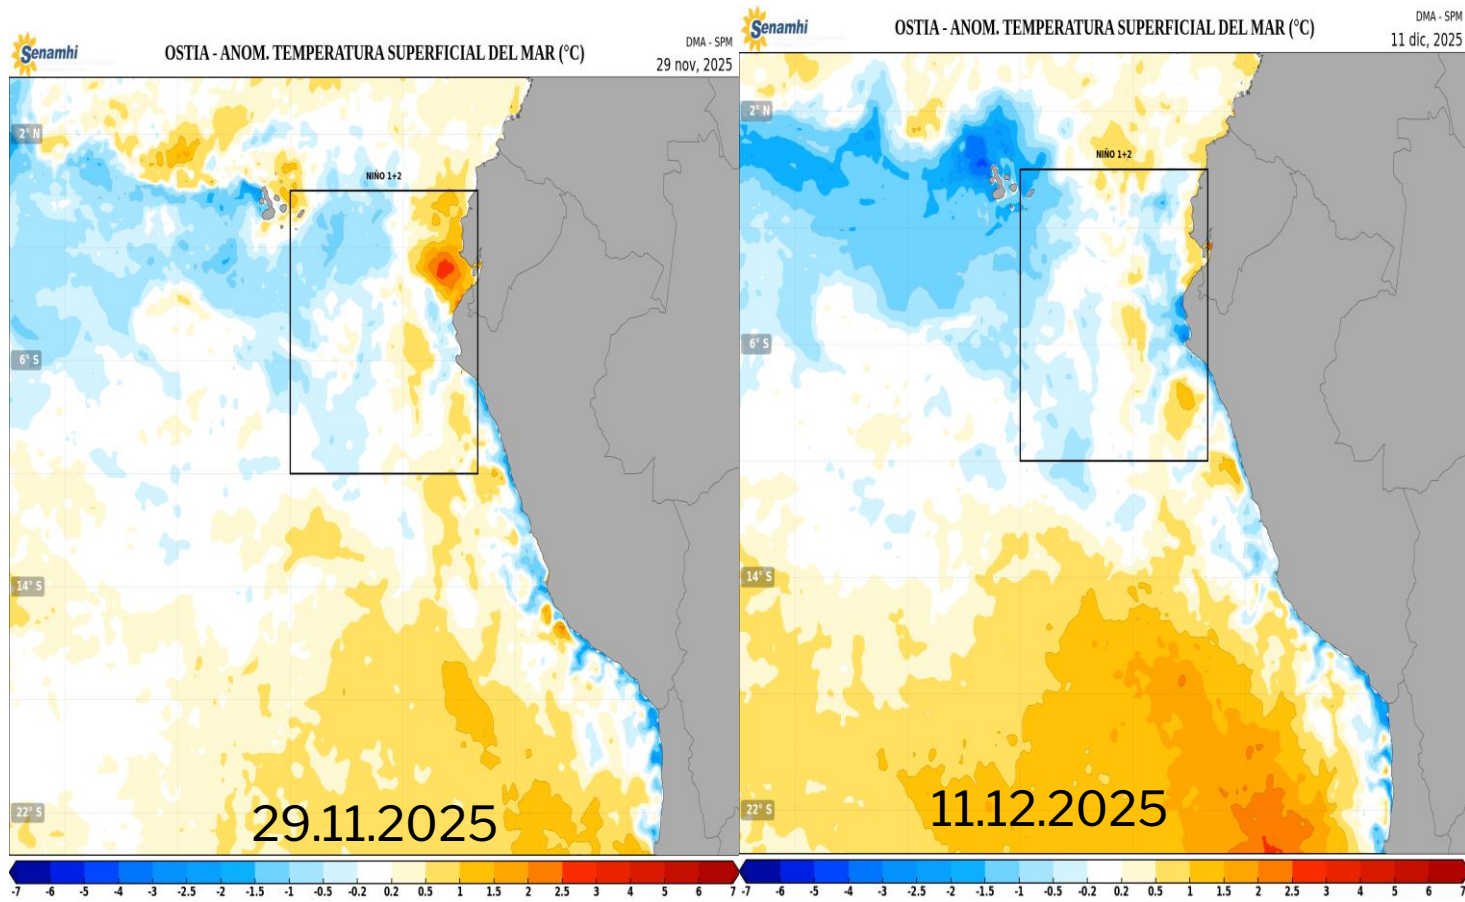 Senamhi
OSTIA - ANOM. TEMPERATURA SUPERFICIAL DEL MAR (°C)
DMA - SPM
29 nov, 2025
2° N
NIÑO 1+2
6° S
14° S
22° S
29.11.2025
-7 -6 -5 -4 -3 -2.5 -2 -1.5 -1 -0.5 -0.2 0.2 0.5 1 1.5 2 2.5 3 4 5 6 7
Senamhi
OSTIA - ANOM. TEMPERATURA SUPERFICIAL DEL MAR (°C)
DMA - SPM
11 dic, 2025
2° N
NIÑO 1+2
6° S
14° S
22° S
11.12.2025
-7 -6 -5 -4 -3 -2.5 -2 -1.5 -1 -0.5 -0.2 0.2 0.5 1 1.5 2 2.5 3 4 5 6 7